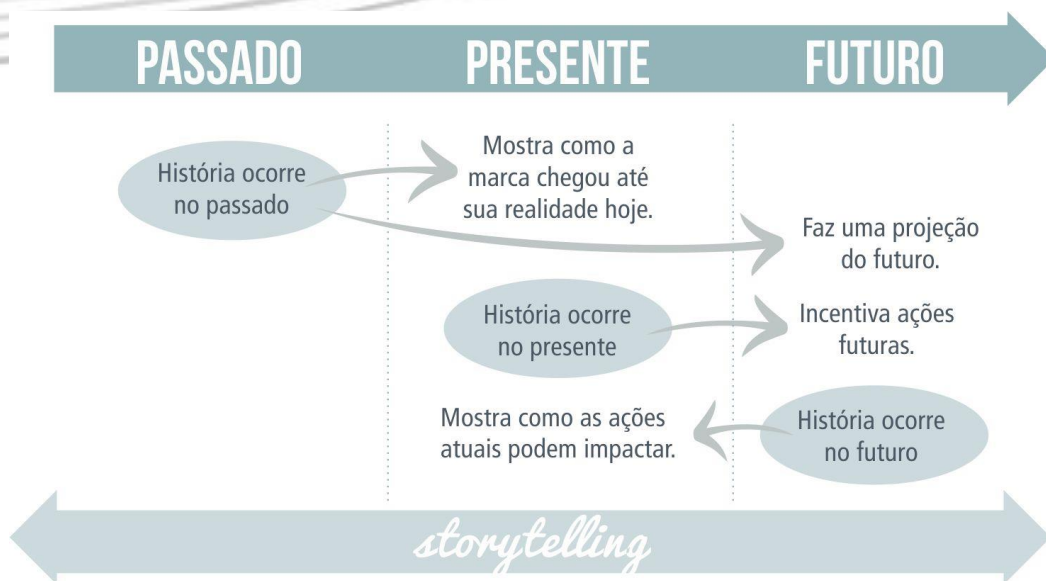 PASSADO
PRESENTE
FUTURO
História ocorre
no passado
Mostra como a
marca chegou até
sua realidade hoje.
Faz uma projeção
do futuro.
História ocorre
no presente
Incentiva ações
futuras.
Mostra como as ações
atuais podem impactar.
História ocorre
no futuro
storytelling